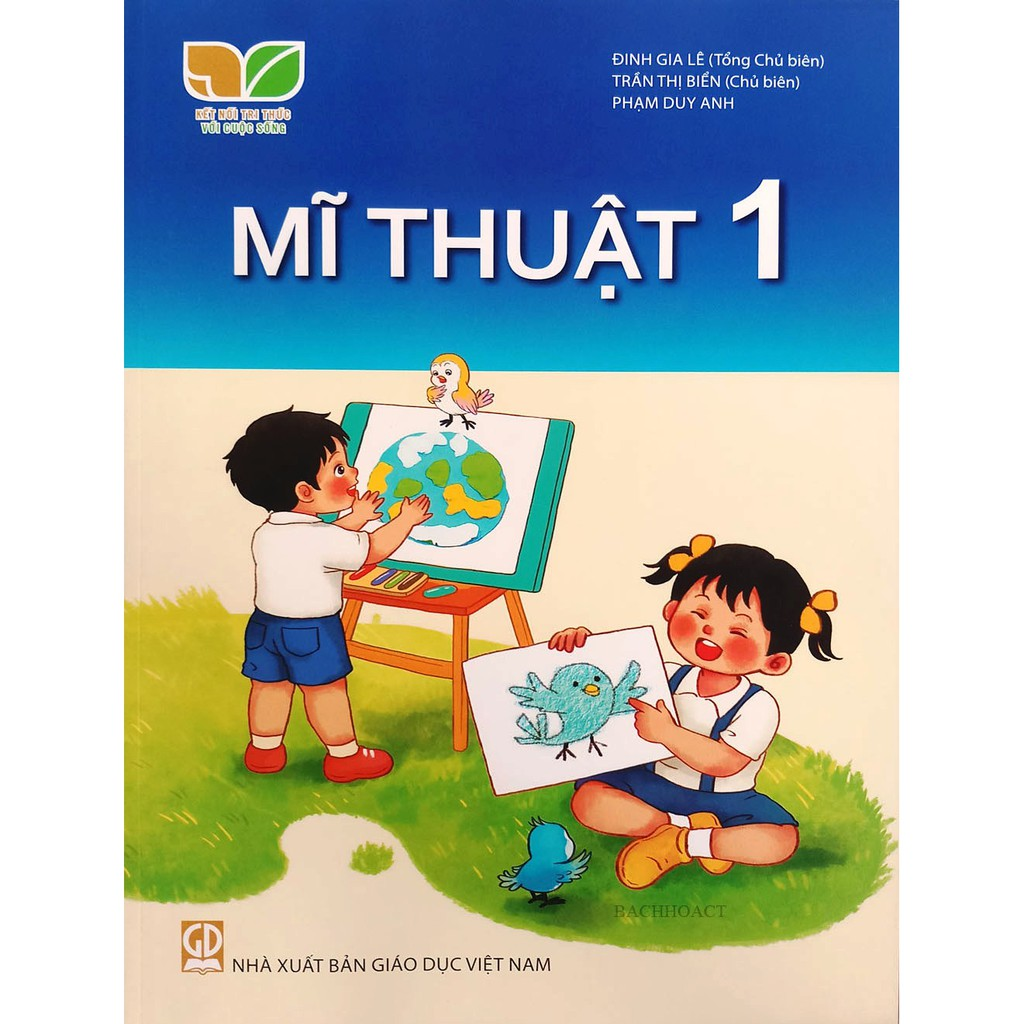 KẾT NỐI TRI THỨC
VỚI CUỘC SỐNG
ĐINH GIA LÊ (Tổng Chủ biên)
TRẦN THỊ BIỂN (Chủ biên)
PHẠM DUY ANH
MĨ THUẬT 1
BACHHOACT
GD
NHÀ XUẤT BẢN GIÁO DỤC VIỆT NAM